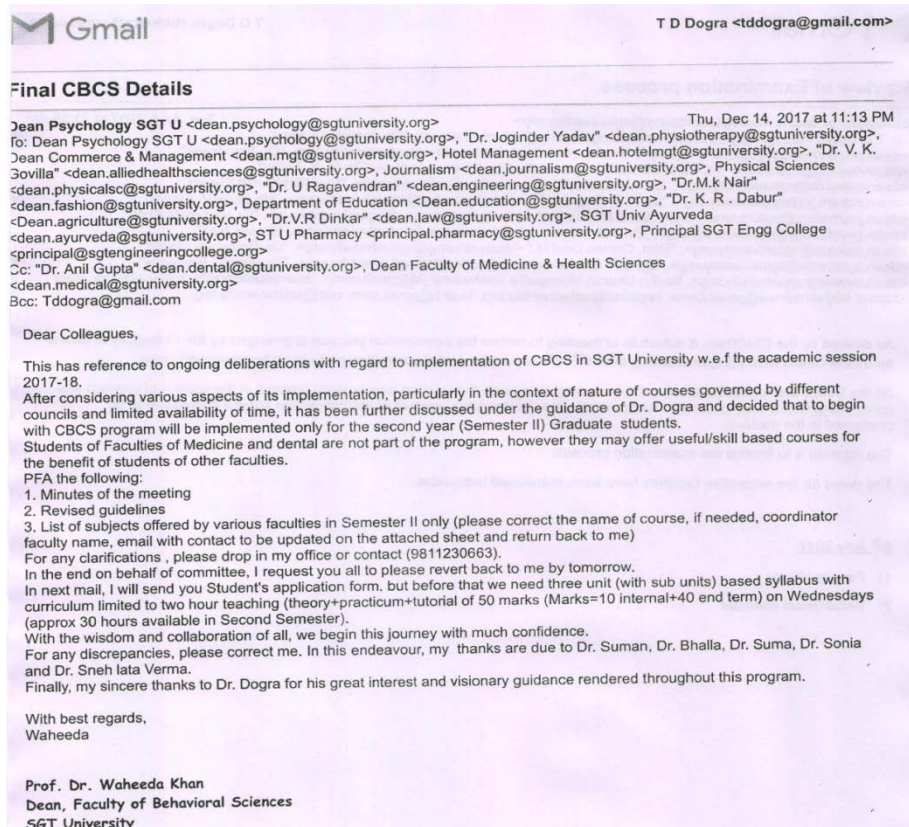 Gmail
T D Dogra <tddogra@gmail.com>
Final CBCS Details
Dean Psychology SGT U <dean.psychology@sgtuniversity.org> Thu, Dec 14, 2017 at 11:13 PM
To: Dean Psychology SGT U <dean.psychology@sgtuniversity.org>, "Dr. Joginder Yadav" <dean.physiotherapy@sgtuniversity.org>,
Dean Commerce & Management <dean.mgt@sgtuniversity.org>, Hotel Management <dean.hotelmgt@sgtuniversity.org>, "Dr. V. K.
Govilla" <dean.alliedhealthsciences@sgtuniversity.org>, Journalism <dean.journalism@sgtuniversity.org>, Physical Sciences
<dean.physicalsc@sgtuniversity.org>, "Dr. U Ragavendran" <dean.engineering@sgtuniversity.org>, "Dr.M.k Nair"
<dean.fashion@sgtuniversity.org>, Department of Education <Dean.education@sgtuniversity.org>, "Dr. K. R . Dabur"
<Dean.agriculture@sgtuniversity.org>, "Dr.V.R Dinkar" <dean.law@sgtuniversity.org>, SGT Univ Ayurveda
<dean.ayurveda@sgtuniversity.org>, ST U Pharmacy <principal.pharmacy@sgtuniversity.org>, Principal SGT Engg College
<principal@sgtengineeringcollege.org>
Cc: "Dr. Anil Gupta" <dean.dental@sgtuniversity.org>, Dean Faculty of Medicine & Health Sciences
<dean.medical@sgtuniversity.org>
Bcc: Tddogra@gmail.com
Dear Colleagues,
This has reference to ongoing deliberations with regard to implementation of CBCS in SGT University w.e.f the academic session
2017-18.
After considering various aspects of its implementation, particularly in the context of nature of courses governed by different
councils and limited availability of time, it has been further discussed under the guidance of Dr. Dogra and decided that to begin
with CBCS program will be implemented only for the second year (Semester II) Graduate students.
Students of Faculties of Medicine and dental are not part of the program, however they may offer useful/skill based courses for
the benefit of students of other faculties.
PFA the following:
1. Minutes of the meeting
2. Revised guidelines
3. List of subjects offered by various faculties in Semester II only (please correct the name of course, if needed, coordinator
faculty name, email with contact to be updated on the attached sheet and return back to me)
For any clarifications , please drop in my office or contact (9811230663).
In the end on behalf of committee, I request you all to please revert back to me by tomorrow.
In next mail, I will send you Student's application form. but before that we need three unit (with sub units) based syllabus with
curriculum limited to two hour teaching (theory+practicum+tutorial of 50 marks (Marks=10 internal+40 end term) on Wednesdays
(approx 30 hours available in Second Semester).
With the wisdom and collaboration of all, we begin this journey with much confidence.
For any discrepancies, please correct me. In this endeavour, my thanks are due to Dr. Suman, Dr. Bhalla, Dr. Suma, Dr. Sonia
and Dr. Sneh lata Verma.
Finally, my sincere thanks to Dr. Dogra for his great interest and visionary guidance rendered throughout this program.
With best regards,
Waheeda
Prof. Dr. Waheeda Khan
Dean, Faculty of Behavioral Sciences
SGT University